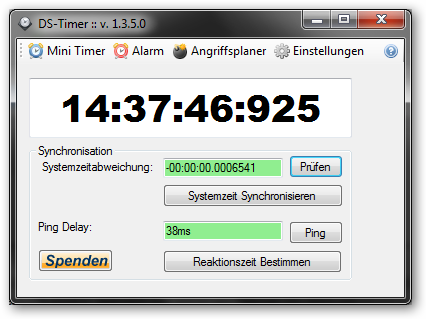 DS-Timer :: v. 1.3.5.0
Mini Timer Alarm Angriffsplaner Einstellungen
14:37:46:925
Synchronisation
Systemzeitabweichung: -00:00:00.0006541 Prüfen
Systemzeit Synchronisieren
Ping Delay: 38ms Ping
Spenden Reaktionszeit Bestimmen